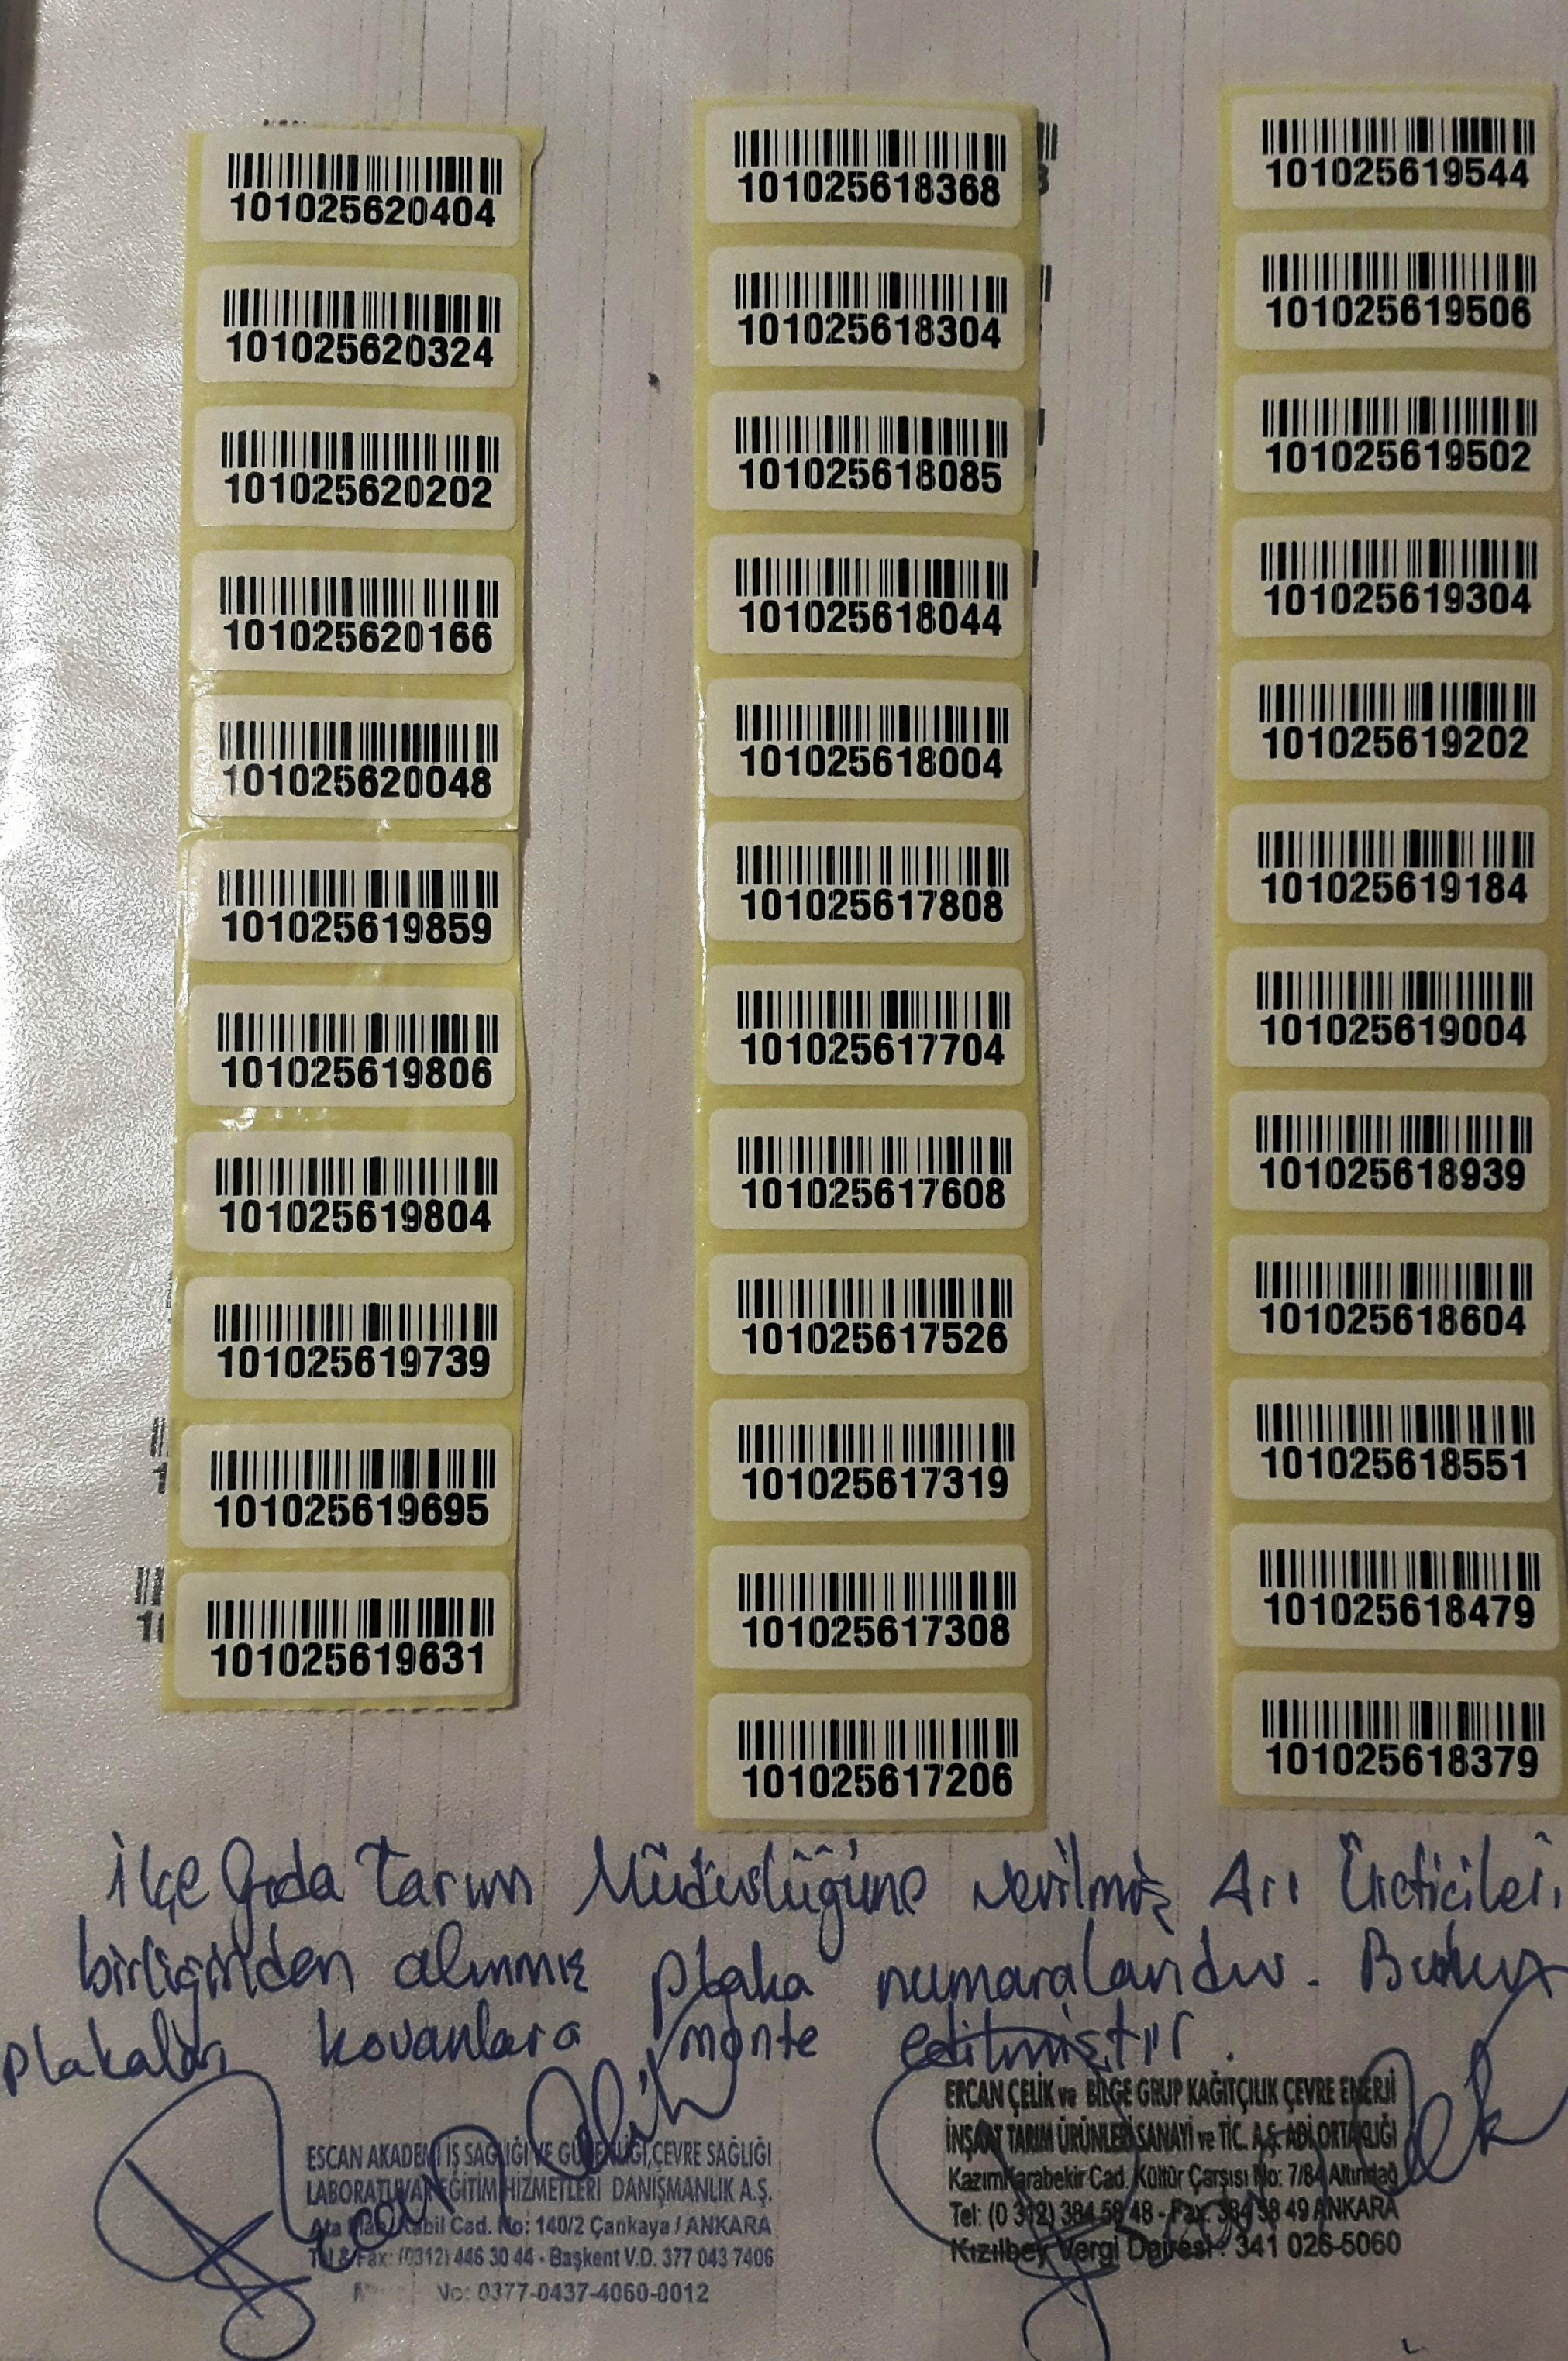 101025620404
101025620324
101025620202
101025620166
101025620048
101025619859
101025619806
101025619804
101025619739
101025619695
101025619631
101025618368
101025618304
101025618085
101025618044
101025618004
101025617808
101025617704
101025617608
101025617526
101025617319
101025617308
101025617206
101025619544
101025619506
101025619502
101025619304
101025619202
101025619184
101025619004
101025618939
101025618604
101025618551
101025618479
101025618379
İlçe Gıda Tarım Müdürlüğüne verilmiş Arı Üreticileri
birliğinden alınmış plaka numaralarıdır.
plakaları kovanlara monte edilmiştir.
ESCAN AKADEMİ İŞ SAĞLIĞI VE GÜVENLİĞİ, ÇEVRE SAĞLIĞI
LABORATUVAR EĞİTİM HİZMETLERİ DANIŞMANLIK A.Ş.
Cad. No: 140/2 Çankaya / ANKARA
Tel & Fax: (0312) 446 30 44 - Başkent V.D. 377 043 7406
No: 0377-0437-4060-0012
ERCAN ÇELİK ve BİLGE GRUP KAĞITÇILIK ÇEVRE ENERJİ
İNŞAAT TARIM ÜRÜNLERİ SANAYİ ve TİC. A.Ş. ADİ ORTAKLIĞI
Kazımkarabekir Cad. Kültür Çarşısı No: 7/84 Altındağ
Tel: (0 312) 384 58 48 - Fax: 384 58 49 ANKARA
Kızılbey Vergi Dairesi : 341 026 5060